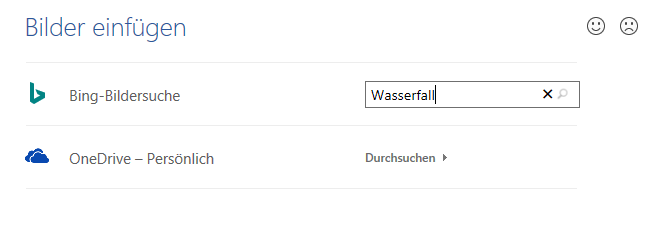 Bilder einfügen
Bing-Bildersuche
Wasserfall
OneDrive – Persönlich
Durchsuchen